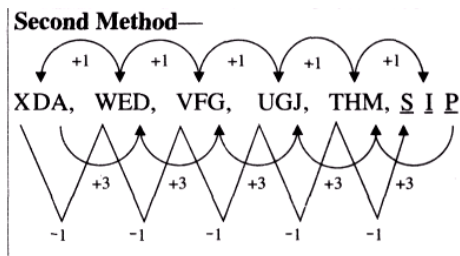 Second Method—
+1 +1 +1 +1 +1
XDA, WED, VFG, UGJ, THM, S I P
+3 +3 +3 +3 +3
−1 −1 −1 −1 −1